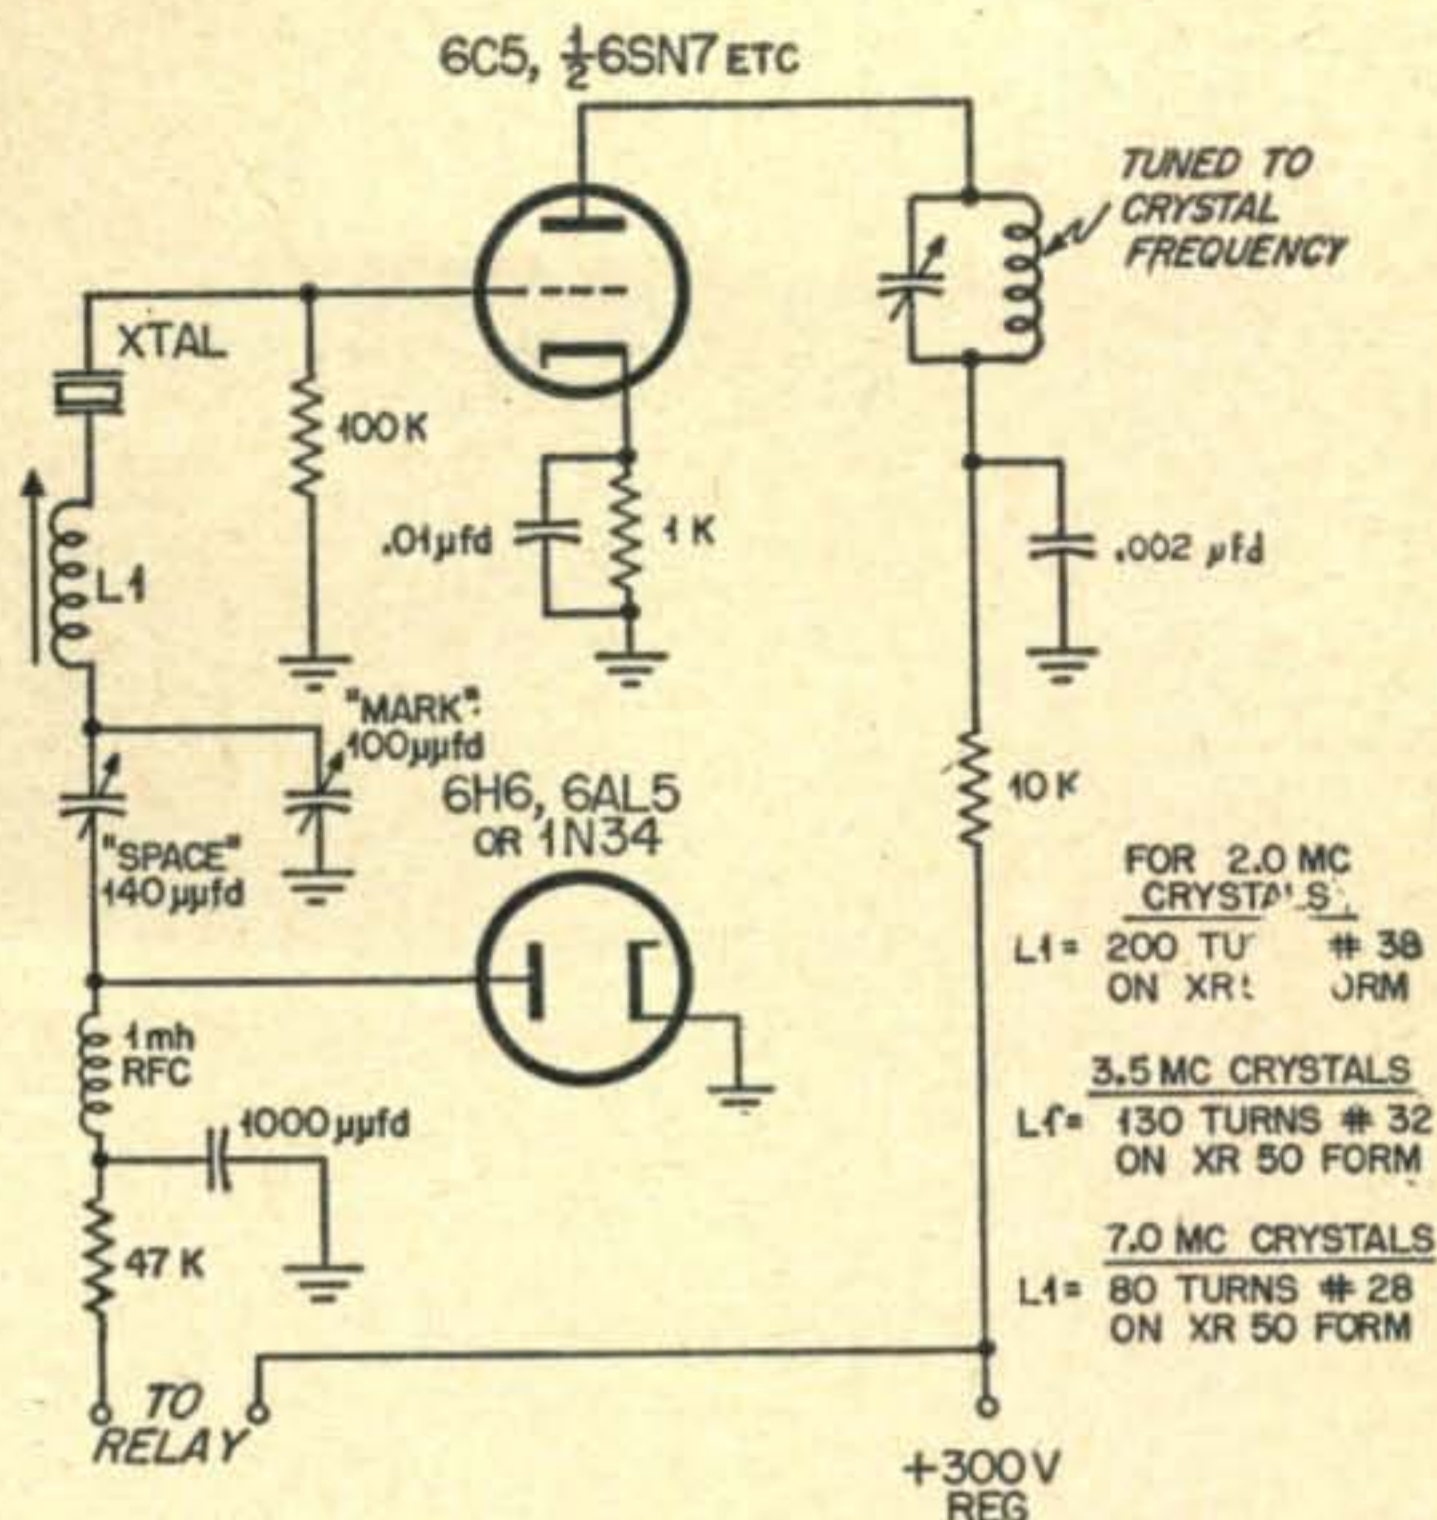 6C5, ½6SN7 ETC
TUNED TO
CRYSTAL
FREQUENCY
XTAL
100 K
.01µfd
1 K
.002 µfd
L1
"MARK"
100µµfd
6H6, 6AL5
OR 1N34
"SPACE"
140µµfd
10 K
FOR 2.0 MC
L1= 200 # 38
ON
1 mh
RFC
3.5 MC CRYSTALS
L1= 130 TURNS # 32
ON XR 50 FORM
1000µµfd
7.0 MC CRYSTALS
L1= 80 TURNS # 28
ON XR 50 FORM
47 K
TO
RELAY
+300V
REG